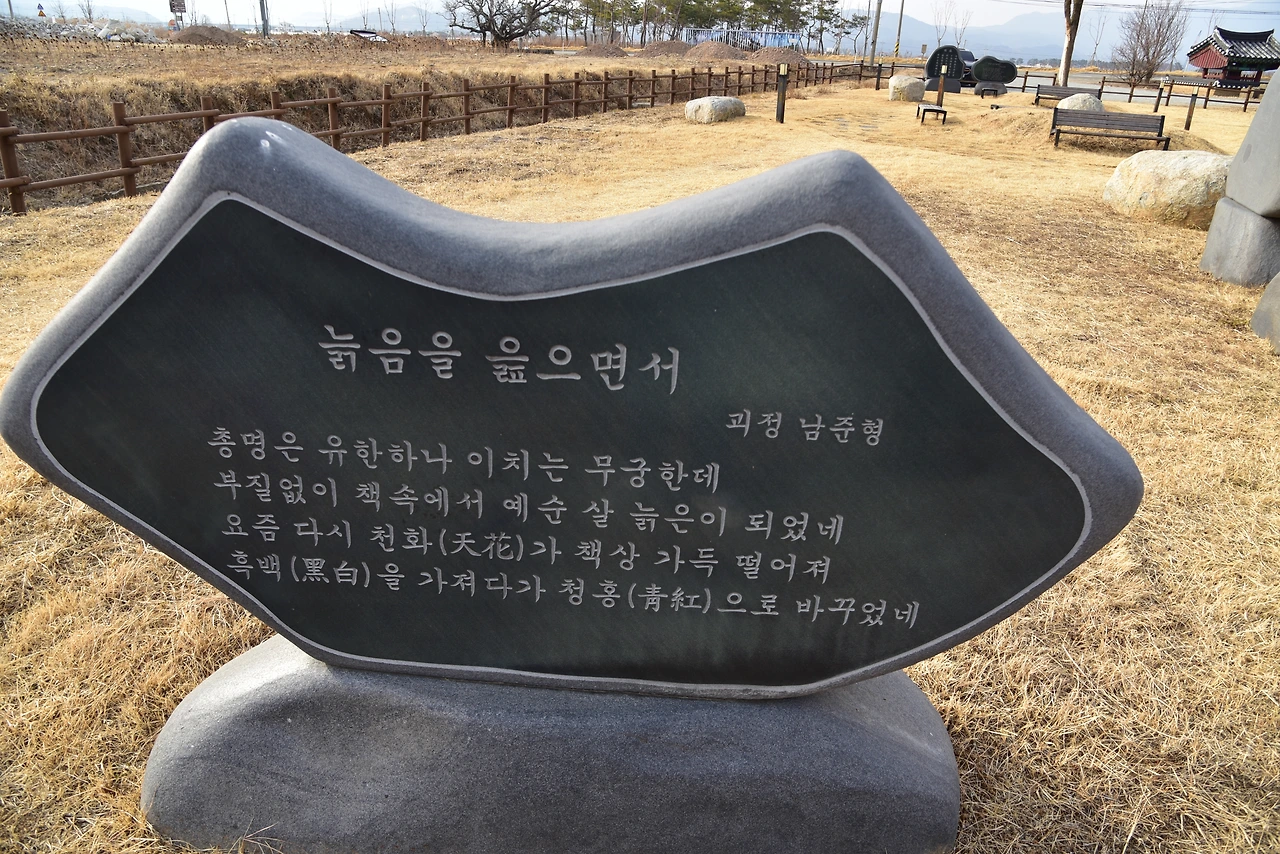 늙음을 읊으면서
괴정 남준형
총명은 유한하나 이치는 무궁한데
부질없이 책속에서 예순 살 늙은이 되었네
요즘 다시 천화(天花)가 책상 가득 떨어져
흑백(黑白)을 가져다가 청홍(靑紅)으로 바꾸었네